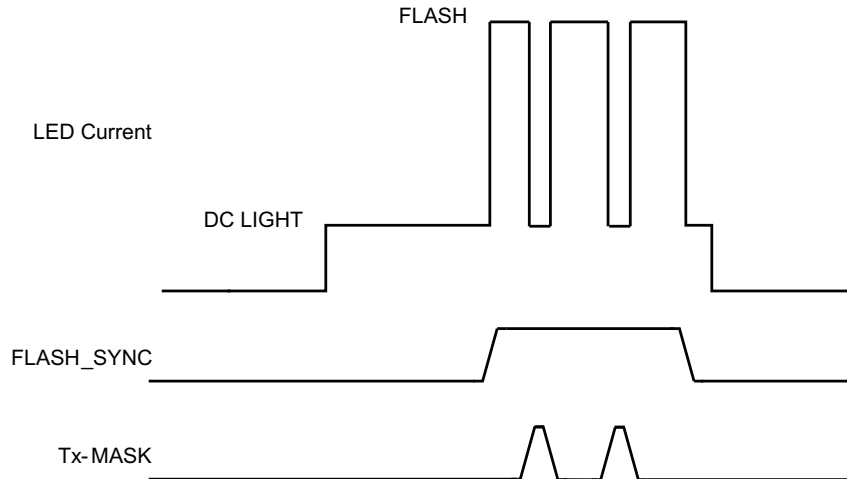 FLASH
LED Current
DC LIGHT
FLASH_SYNC
Tx-MASK